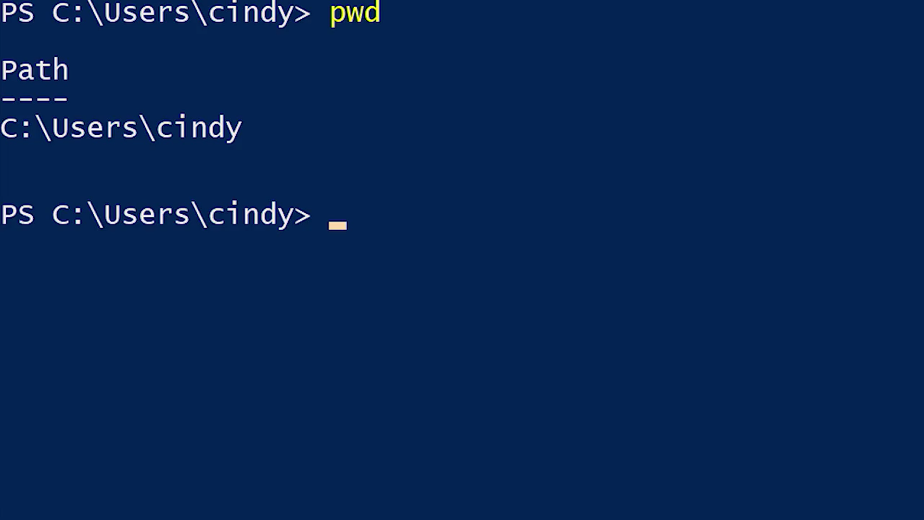 PS C:\Users\cindy> pwd
Path
----
C:\Users\cindy
PS C:\Users\cindy>